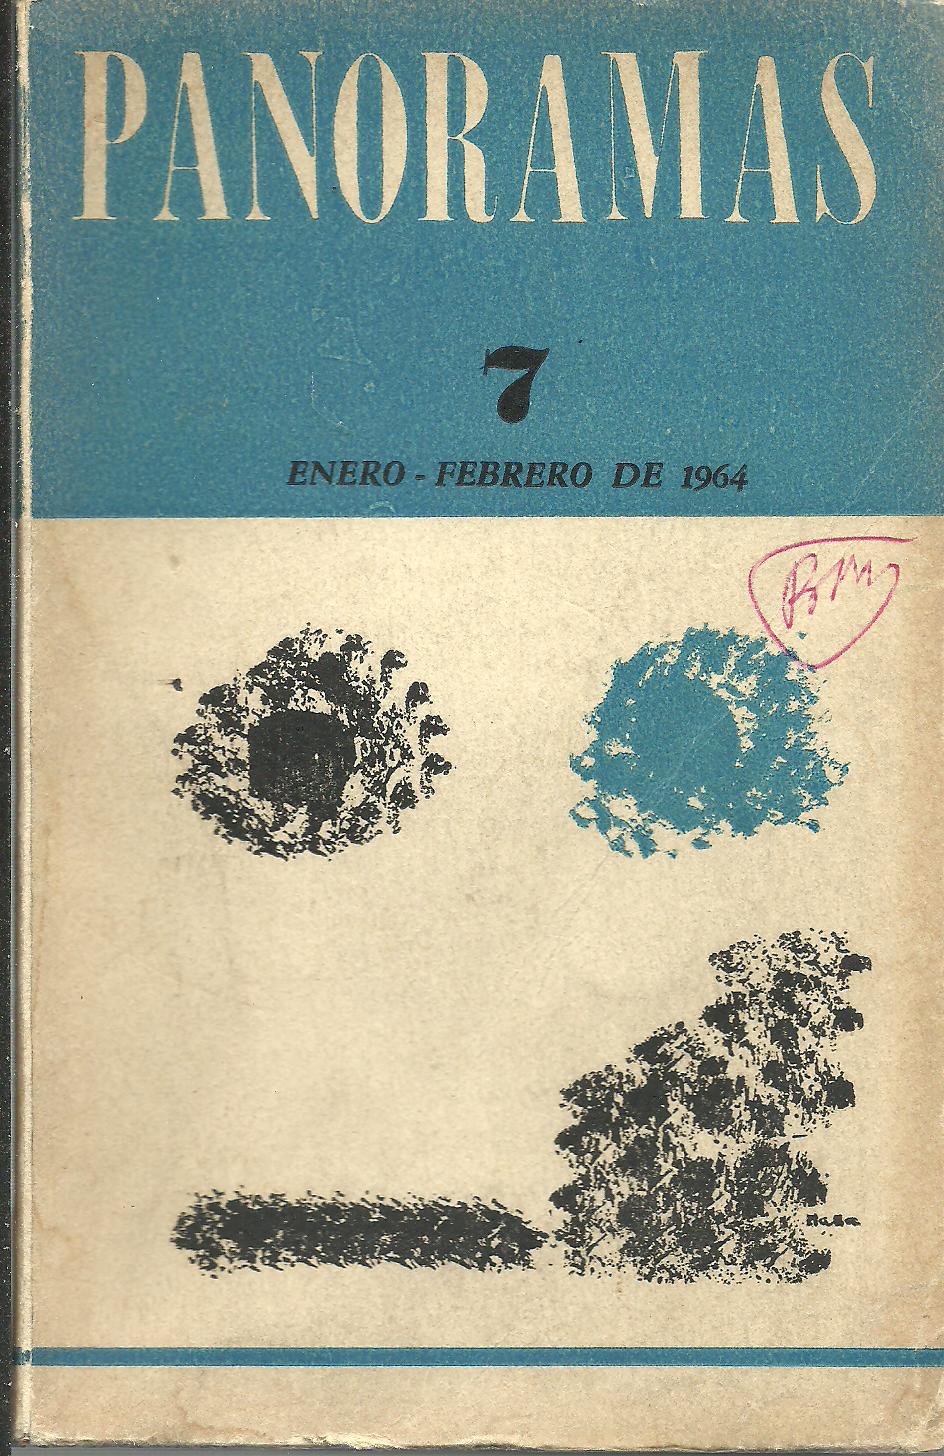 PANORAMAS
7
ENERO - FEBRERO DE 1964